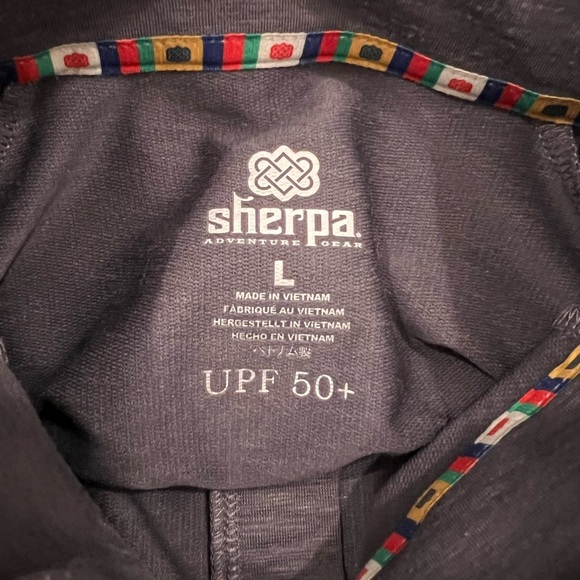 sherpa.
ADVENTURE GEAR
L
MADE IN VIETNAM
FABRIQUÉ AU VIETNAM
HERGESTELLT IN VIETNAM
HECHO EN VIETNAM
ベトナム製
UPF 50+